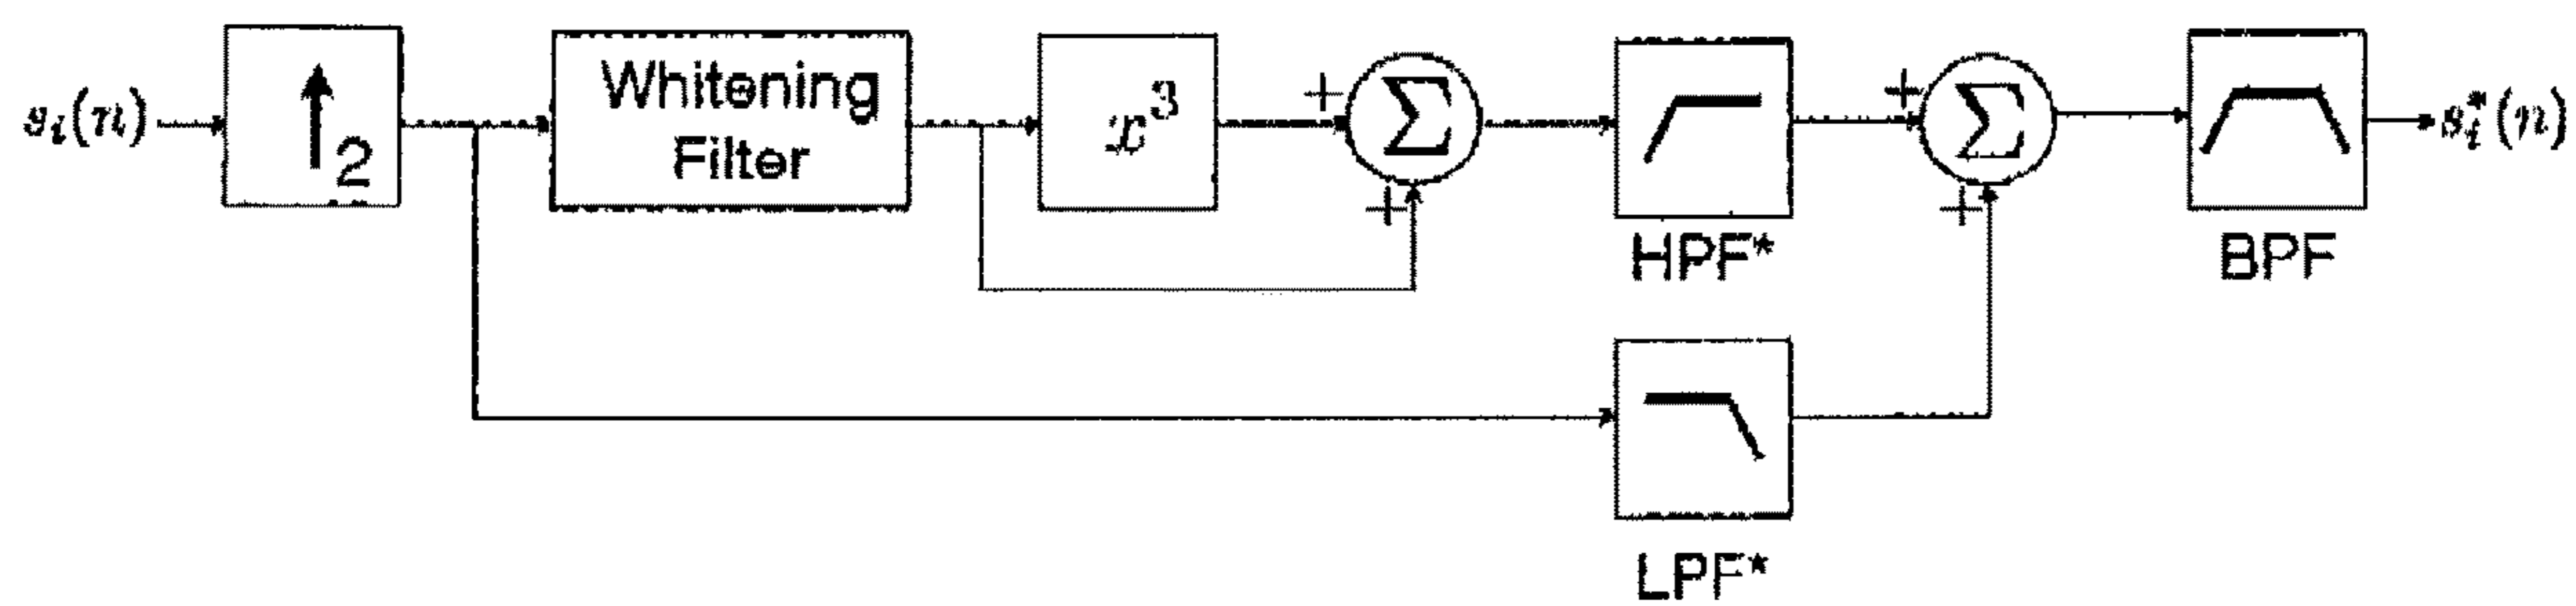 s_i(n)
↑2
Whitening
Filter
x³
+
Σ
+
HPF*
+
Σ
+
BPF
s_i^*(n)
LPF*